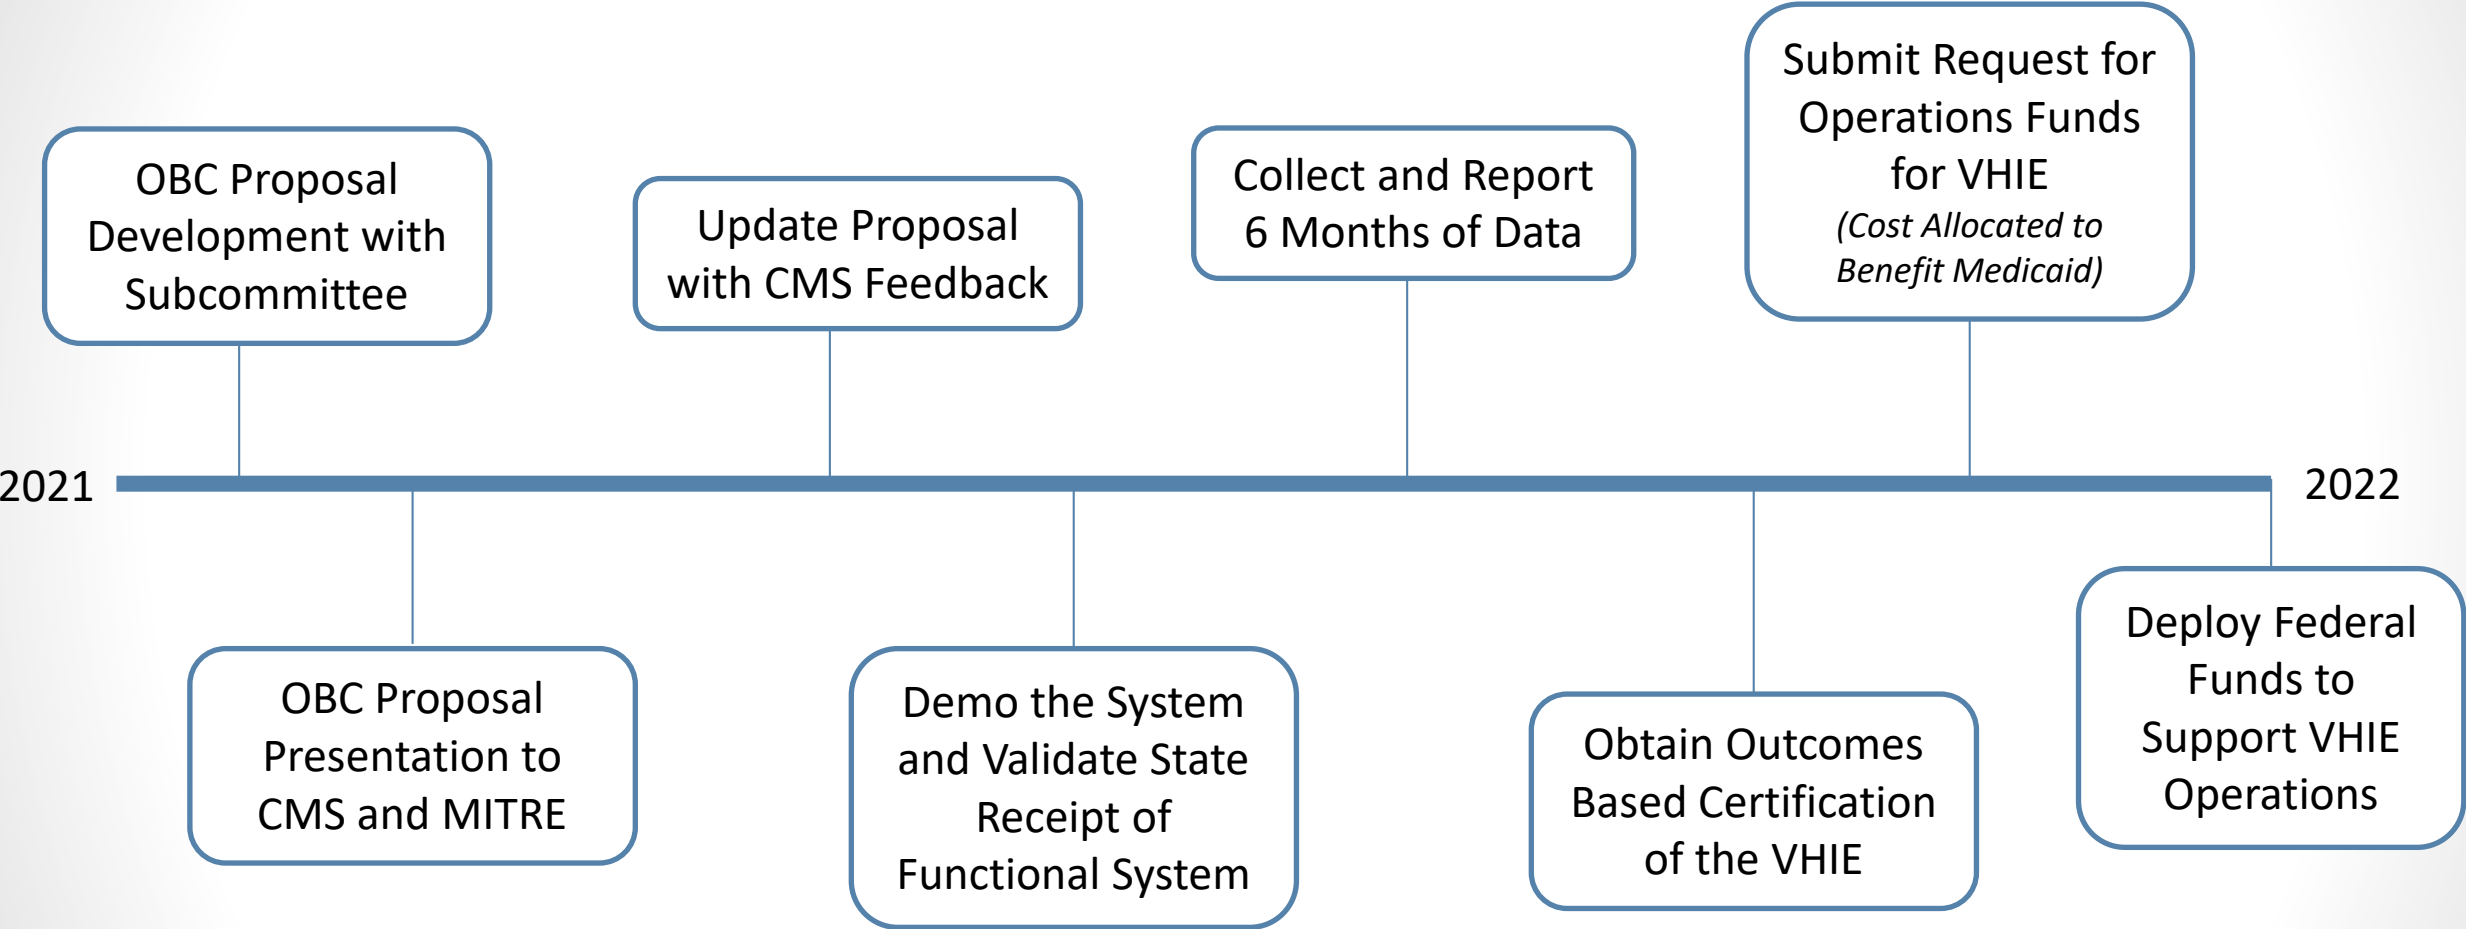 OBC Proposal
Development with
Subcommittee
Update Proposal
with CMS Feedback
Collect and Report
6 Months of Data
Submit Request for
Operations Funds
for VHIE
(Cost Allocated to
Benefit Medicaid)
2021
2022
OBC Proposal
Presentation to
CMS and MITRE
Demo the System
and Validate State
Receipt of
Functional System
Obtain Outcomes
Based Certification
of the VHIE
Deploy Federal
Funds to
Support VHIE
Operations